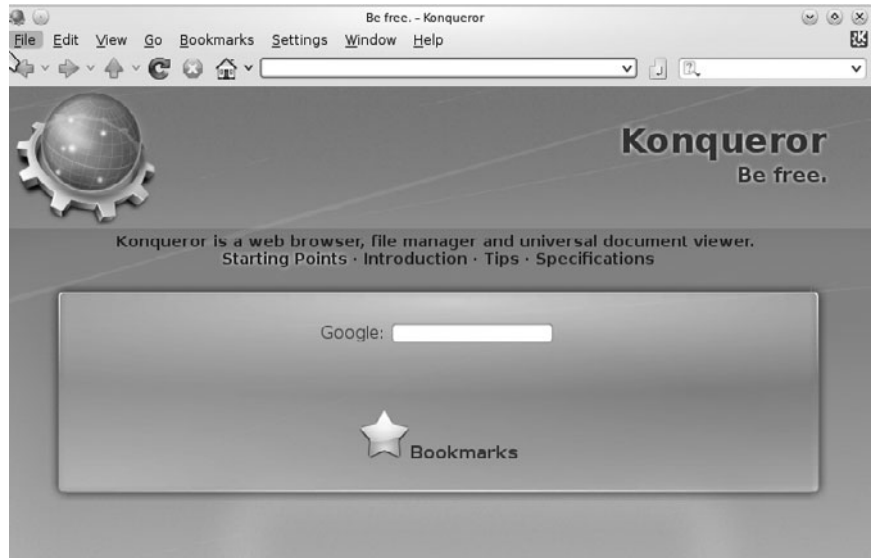 Be free. – Konqueror
File Edit View Go Bookmarks Settings Window Help
Konqueror
Be free.
Konqueror is a web browser, file manager and universal document viewer.
Starting Points · Introduction · Tips · Specifications
Google:
Bookmarks